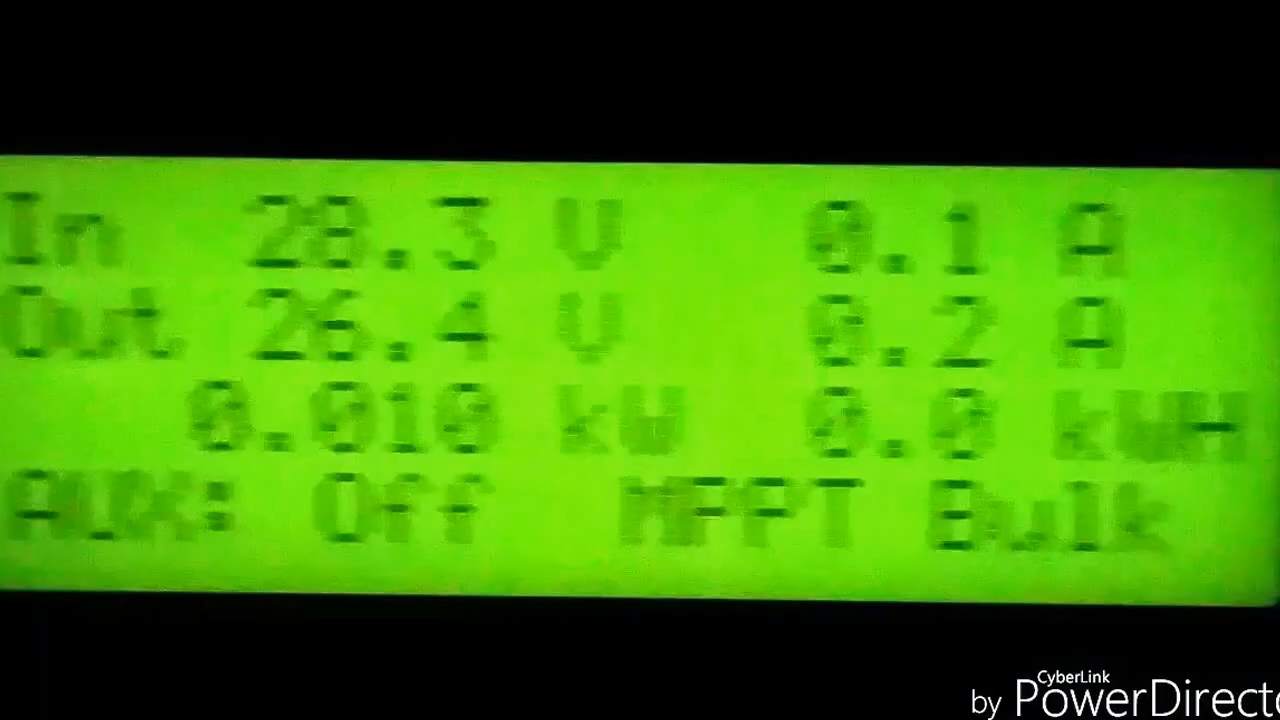 In 28.3 V 0.1 A
Out 26.4 V 0.2 A
0.010 kW 0.0 kWH
AUX: Off MPPT Bulk
CyberLink
by PowerDirecto